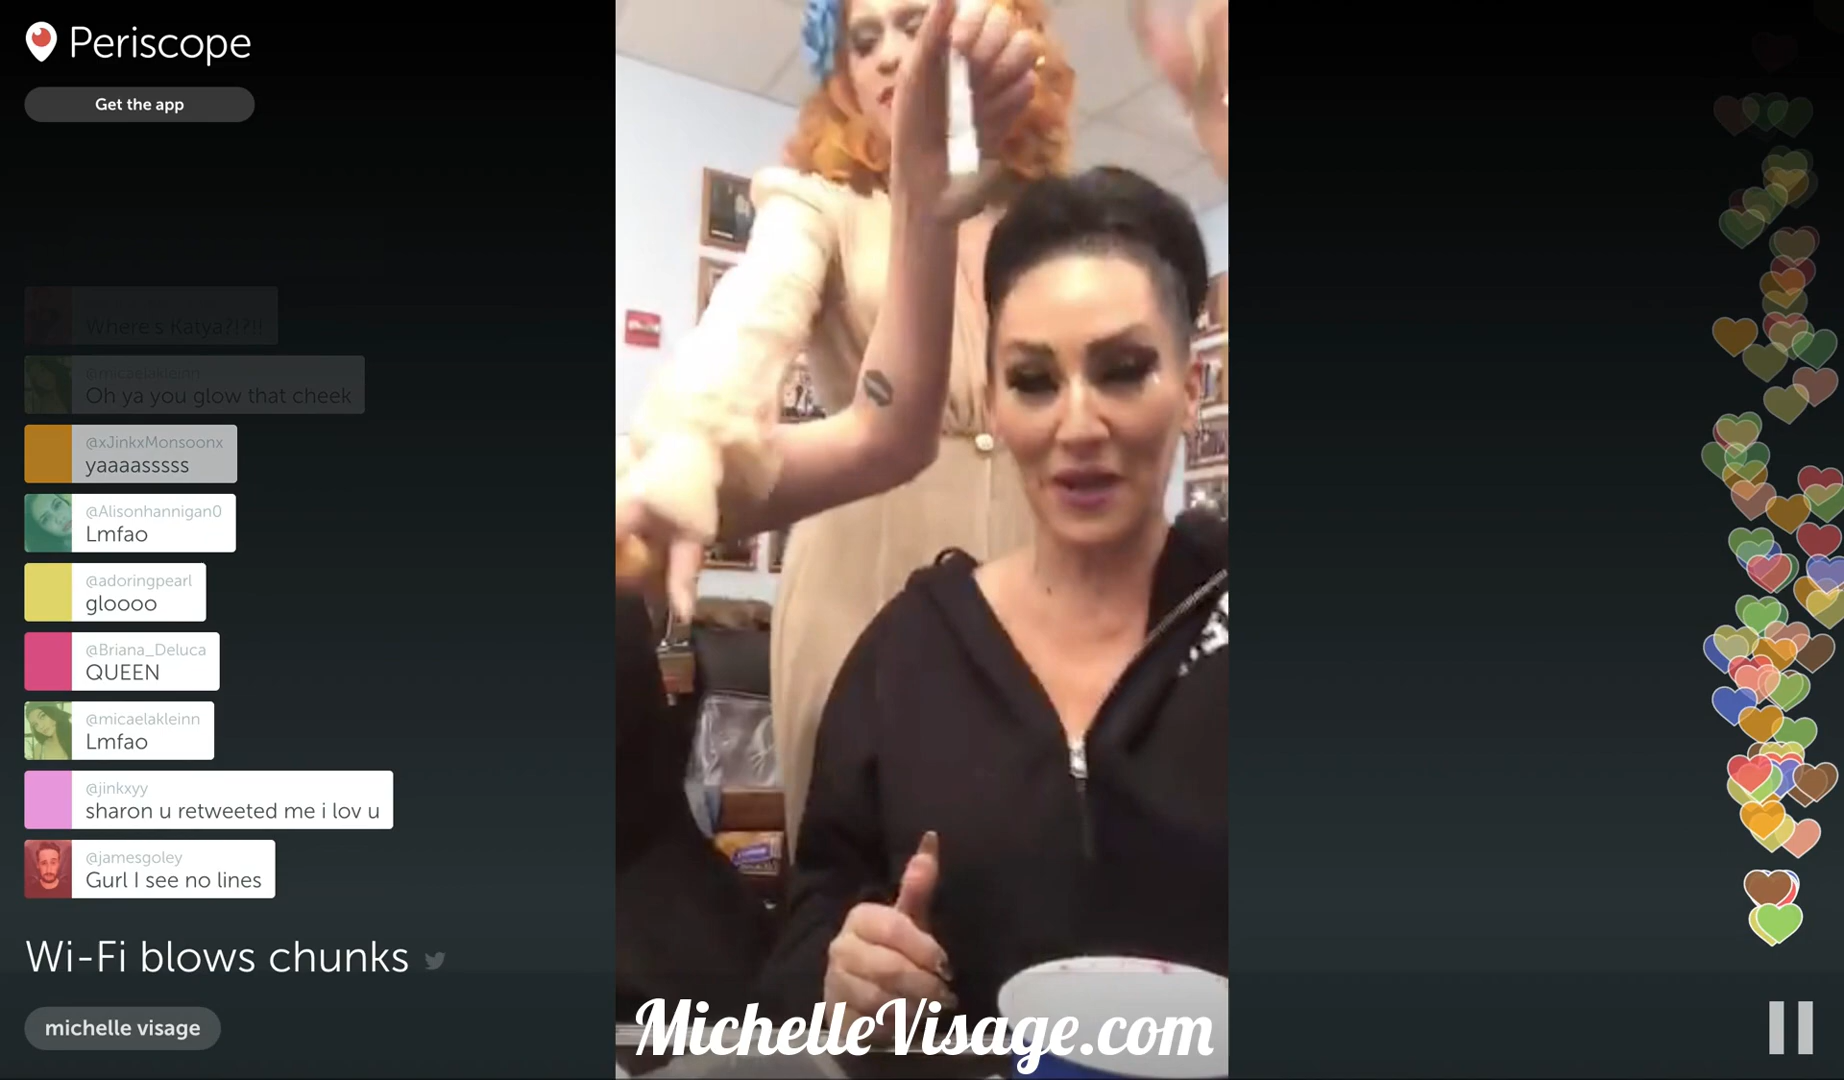 Periscope
Get the app
Where's Katya?!?!!
@micaelakleinn
Oh ya you glow that cheek
@xJinkxMonsoonx
yaaaasssss
@Alisonhannigan0
Lmfao
@adoringpearl
gloooo
@Briana_Deluca
QUEEN
@micaelakleinn
Lmfao
@jinkxyy
sharon u retweeted me i lov u
@jamesgoley
Gurl I see no lines
Wi-Fi blows chunks
michelle visage
MichelleVisage.com